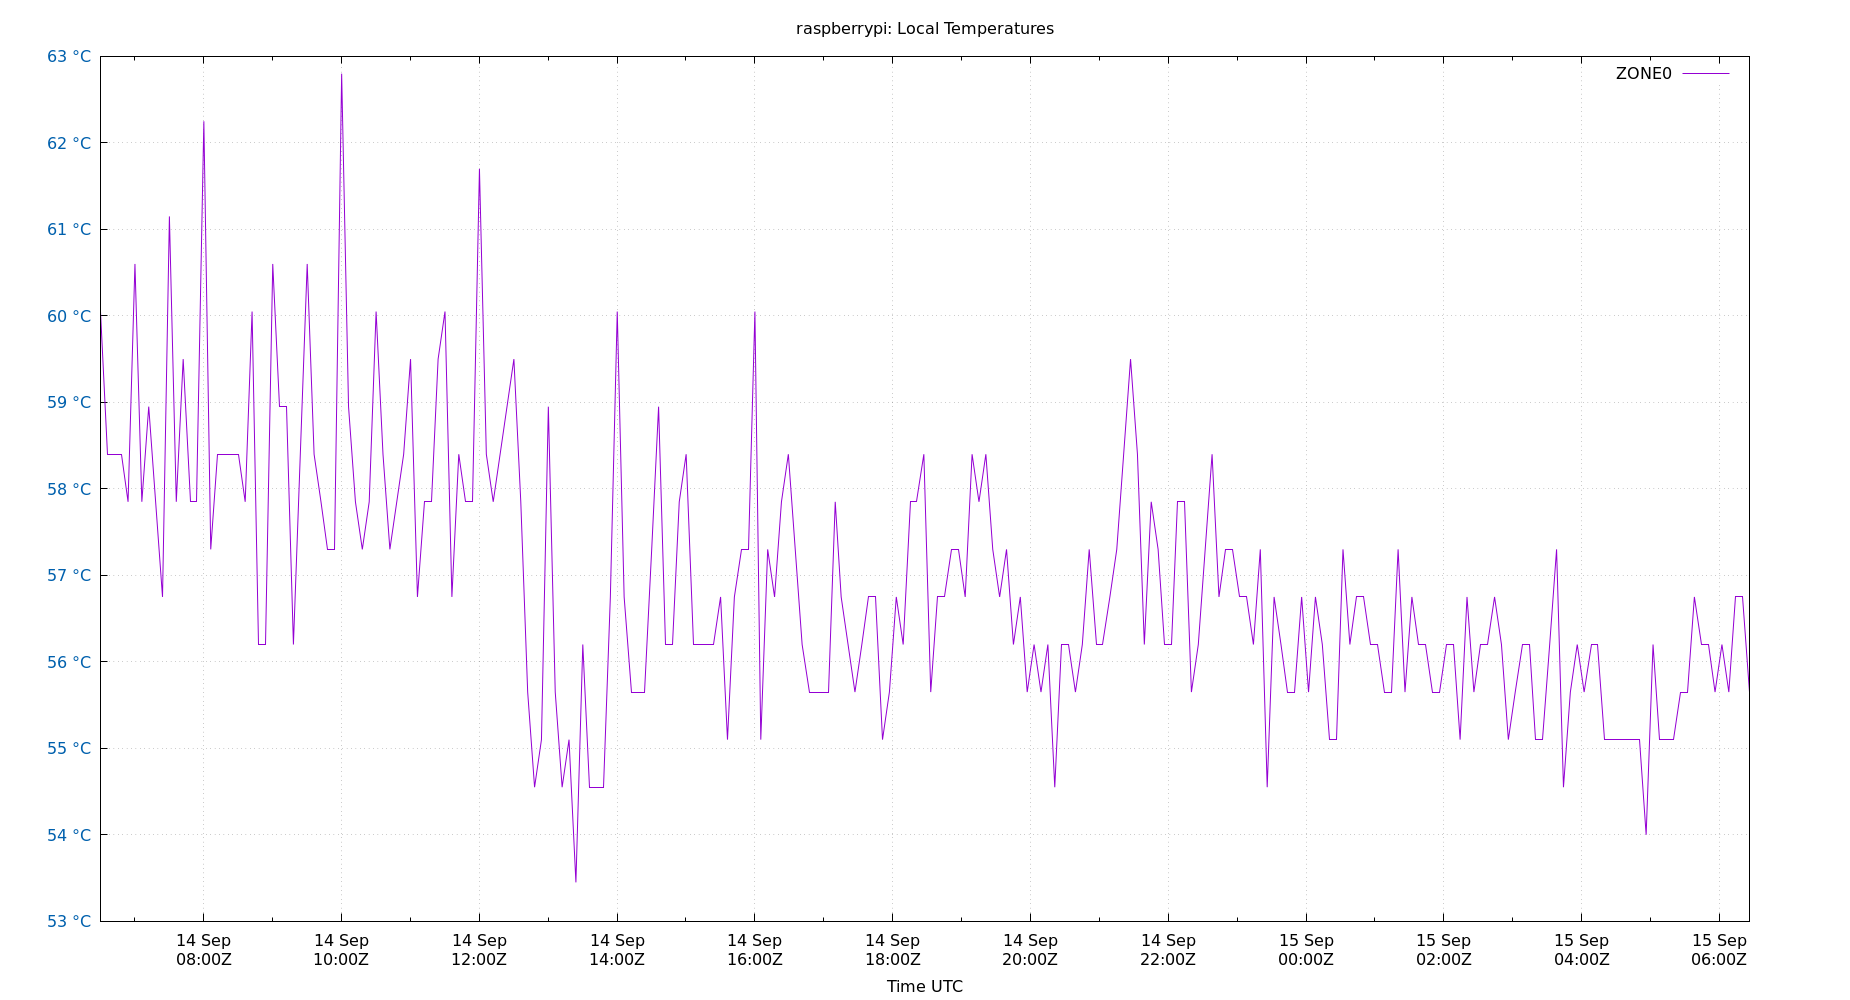 raspberrypi: Local Temperatures
63 °C
62 °C
61 °C
60 °C
59 °C
58 °C
57 °C
56 °C
55 °C
54 °C
53 °C
ZONE0
14 Sep 14 Sep 14 Sep 14 Sep 14 Sep 14 Sep 14 Sep 14 Sep 15 Sep 15 Sep 15 Sep 15 Sep
08:00Z 10:00Z 12:00Z 14:00Z 16:00Z 18:00Z 20:00Z 22:00Z 00:00Z 02:00Z 04:00Z 06:00Z
Time UTC